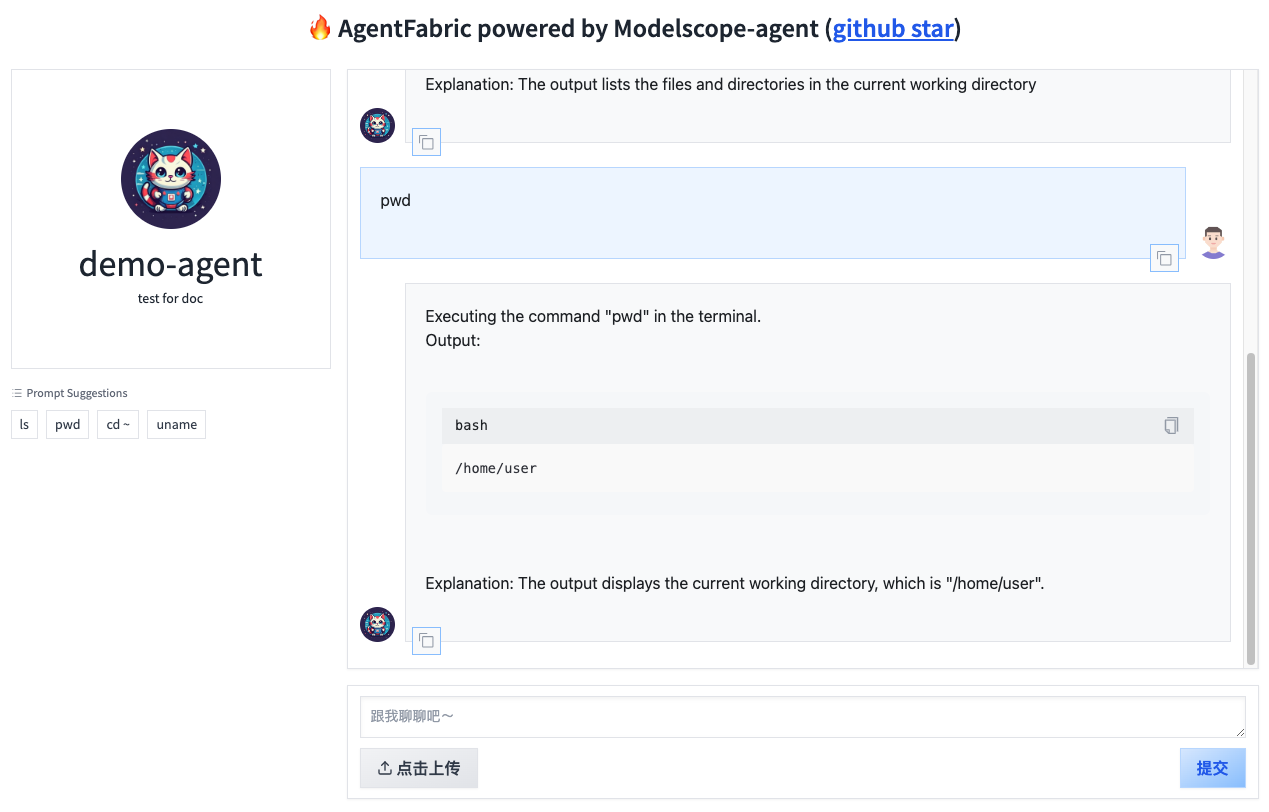 🔥 AgentFabric powered by Modelscope-agent (github star)
demo-agent
test for doc
Prompt Suggestions
ls
pwd
cd ~
uname
Explanation: The output lists the files and directories in the current working directory
pwd
Executing the command "pwd" in the terminal.
Output:
bash
/home/user
Explanation: The output displays the current working directory, which is "/home/user".
跟我聊聊吧～
点击上传
提交